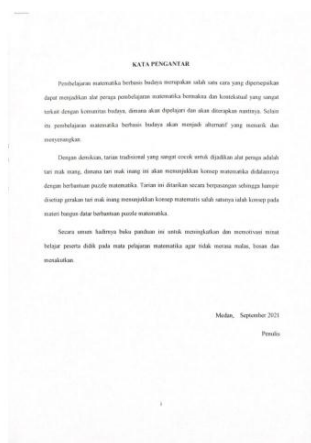 KATA PENGANTAR
Pembelajaran matematika berbasis budaya merupakan salah satu cara yang dipersiapkan
dapat menjadikan alat peraga pembelajaran matematika bermakna dan kontekstual yang sangat
terkait dengan komunitas budaya, dimana akan dipelajari dan akan diterapkan nantinya. Selain
itu pembelajaran matematika berbasis budaya akan menjadi alternatif yang menarik dan
menyenangkan.
Dengan demikian, tarian tradisional yang sangat cocok untuk dijadikan alat peraga adalah
tari mak inang, dimana tari mak inang ini akan menunjukkan konsep matematika didalamnya
dengan berbantuan puzzle matematika. Tarian ini ditarikan secara berpasangan sehingga hampir
disetiap gerakan tari mak inang menunjukkan konsep matematis salah satunya ialah konsep pada
materi bangun datar berbantuan puzzle matematika.
Secara umum hadirnya buku panduan ini untuk meningkatkan dan memotivasi minat
belajar peserta didik pada mata pelajaran matematika agar tidak merasa malas, bosan dan
menakutkan.
Medan, September 2021
Penulis
i